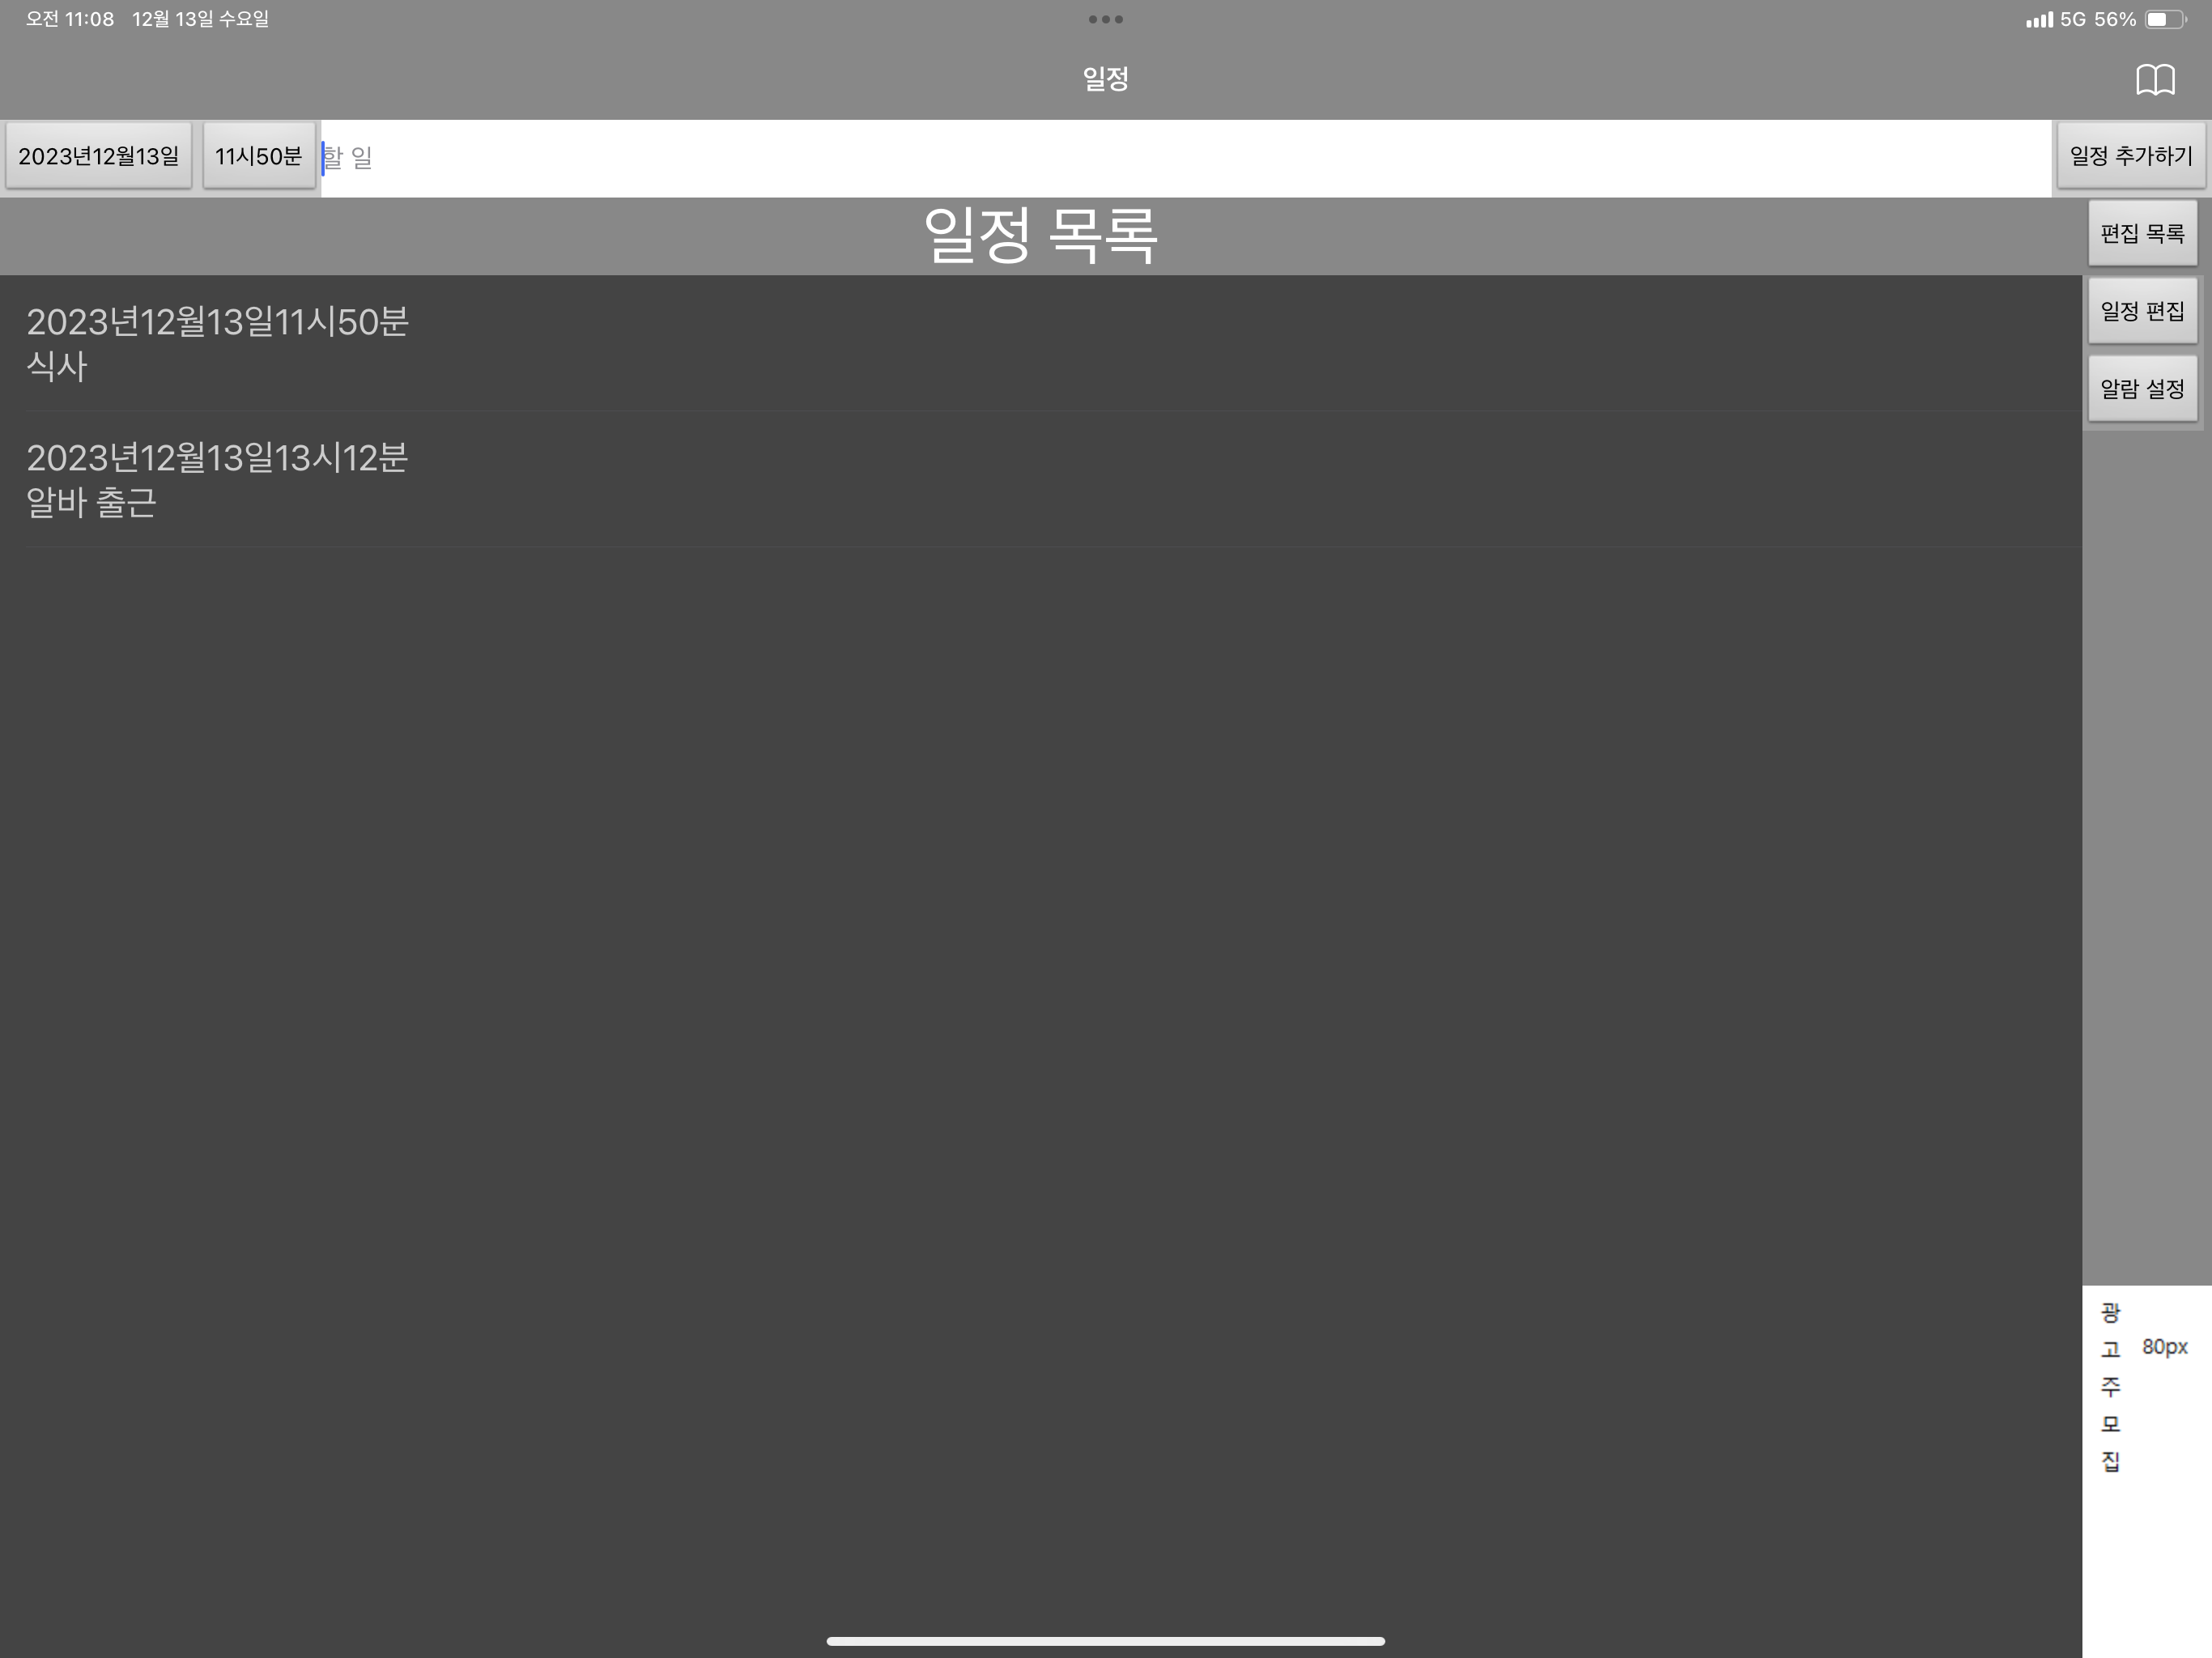 오전 11:08 12월 13일 수요일
5G 56%
일정
2023년12월13일 11시50분 할 일 일정 추가하기
일정 목록 편집 목록
2023년12월13일11시50분
식사
일정 편집
알람 설정
2023년12월13일13시12분
알바 출근
광
고 80px
주
모
집